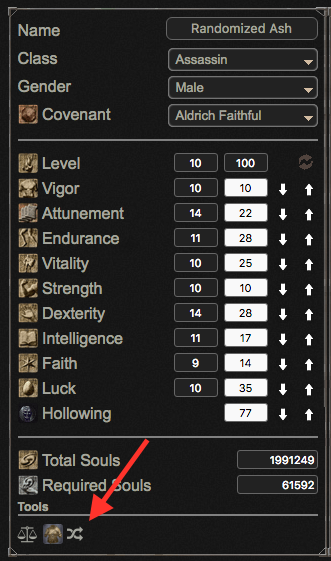 Name Randomized Ash
Class Assassin
Gender Male
Covenant Aldrich Faithful
Level 10 100
Vigor 10 10
Attunement 14 22
Endurance 11 28
Vitality 10 25
Strength 10 10
Dexterity 14 28
Intelligence 11 17
Faith 9 14
Luck 10 35
Hollowing 77
Total Souls 1991249
Required Souls 61592
Tools